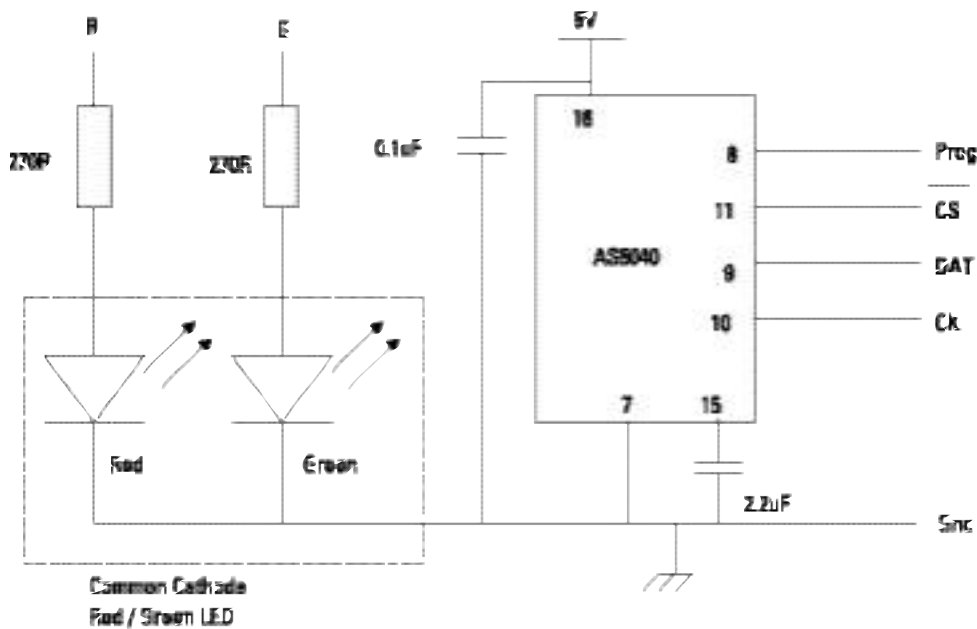 R
5V
16
0.1uF
270R
270R
8
Prog
11
CS
AS5040
9
DAT
10
Ck
7
15
Red
Green
2.2uF
Common Cathode
Red / Green LED